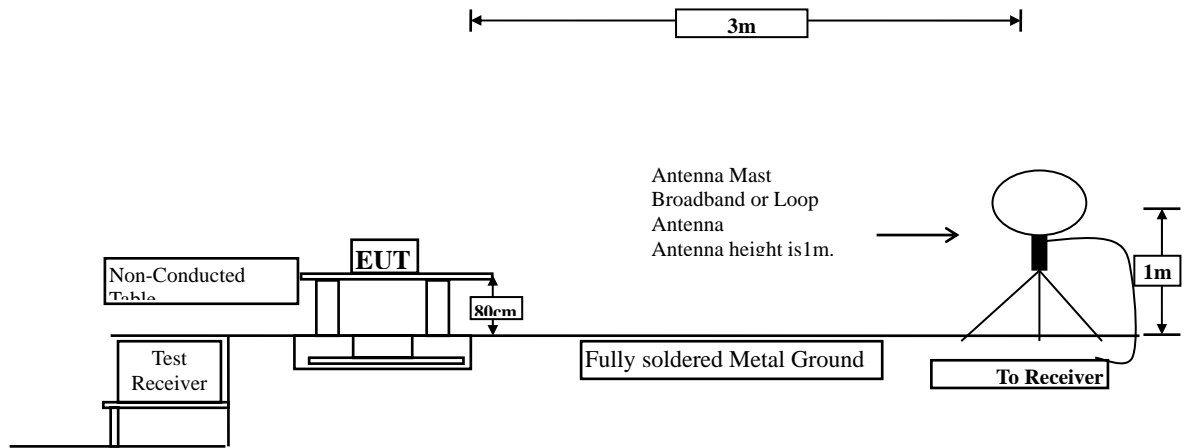 3m
Antenna Mast
Broadband or Loop
Antenna
Antenna height is1m.
EUT
Non-Conducted
Table
80cm
1m
Test
Receiver
Fully soldered Metal Ground
To Receiver